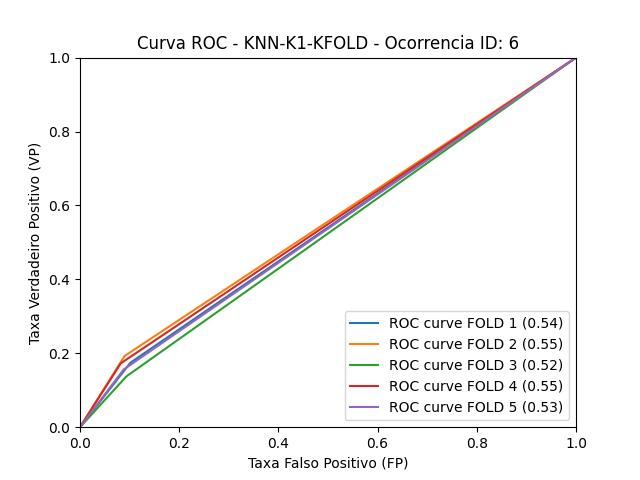 Curva ROC - KNN-K1-KFOLD - Ocorrencia ID: 6
1.0
0.8
0.6
0.4
0.2
0.0
Taxa Verdadeiro Positivo (VP)
ROC curve FOLD 1 (0.54)
ROC curve FOLD 2 (0.55)
ROC curve FOLD 3 (0.52)
ROC curve FOLD 4 (0.55)
ROC curve FOLD 5 (0.53)
0.0 0.2 0.4 0.6 0.8 1.0
Taxa Falso Positivo (FP)